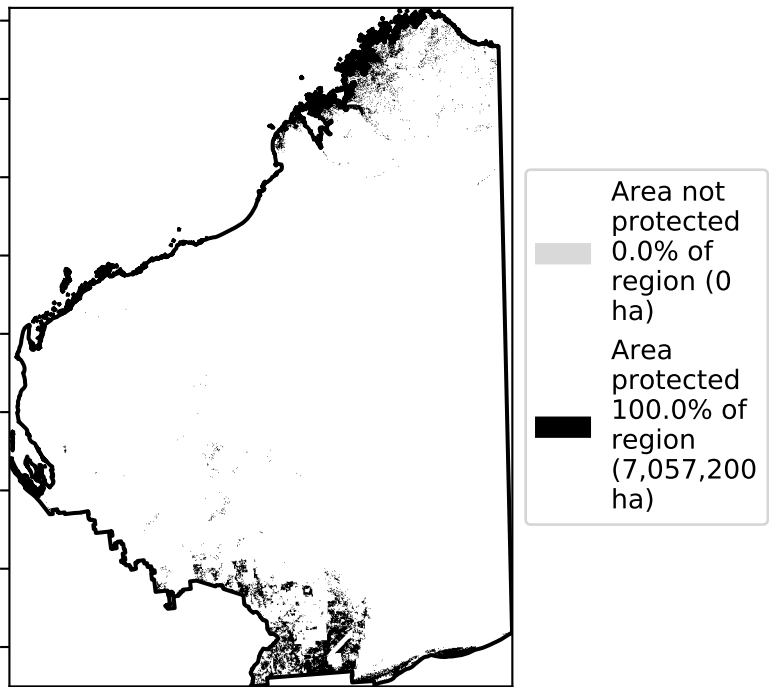 Area not
protected
0.0% of
region (0
ha)
Area
protected
100.0% of
region
(7,057,200
ha)